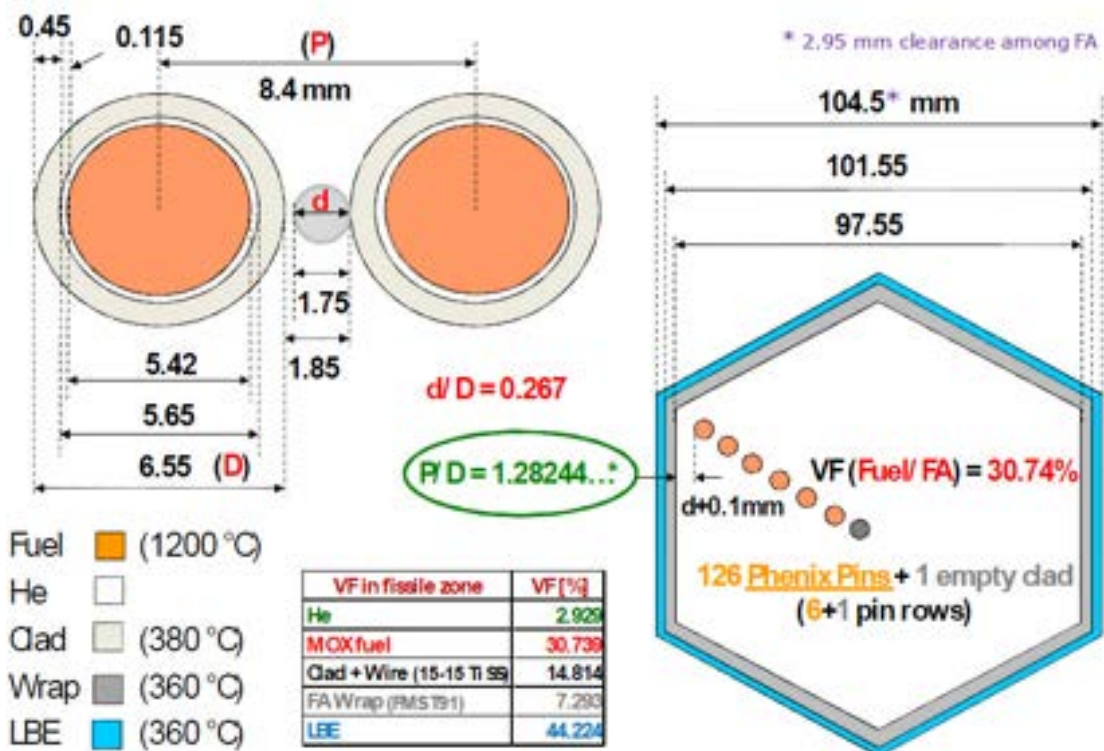 0.45
0.115
(P)
8.4 mm
* 2.95 mm clearance among FA
104.5* mm
101.55
97.55
d
1.75
1.85
5.42
5.65
6.55 (D)
d/D = 0.267
P/D = 1.28244...*
VF (Fuel/FA) = 30.74%
d+0.1mm
126 Phenix Pins + 1 empty clad
(6+1 pin rows)
Fuel (1200 °C)
He
Clad (380 °C)
Wrap (360 °C)
LBE (360 °C)
VF in fissile zone VF [%]
He 2.929
MOX fuel 30.739
Clad + Wire (15-15 Ti SS) 14.814
FA Wrap (FMS T91) 7.293
LBE 44.224